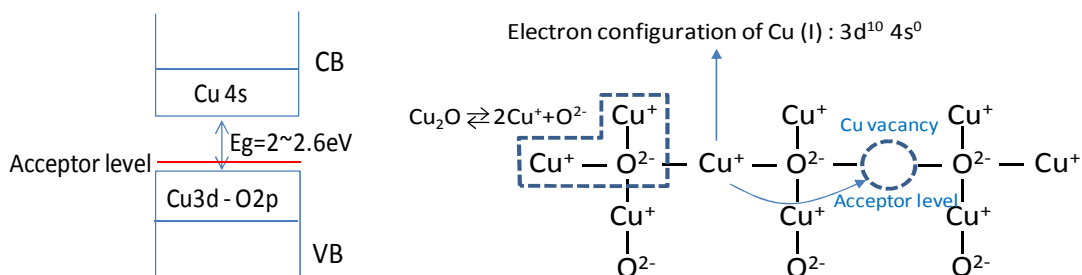 CB
Cu 4s
Eg=2~2.6eV
Acceptor level
Cu3d - O2p
VB
Electron configuration of Cu (I) : 3d¹⁰ 4s⁰
Cu₂O ⇄ 2Cu⁺+O²⁻
Cu⁺ Cu⁺ Cu vacancy Cu⁺
Cu⁺ — O²⁻ — Cu⁺ — O²⁻ — — O²⁻ — Cu⁺
Cu⁺ Cu⁺ Acceptor level Cu⁺
O²⁻ O²⁻ O²⁻